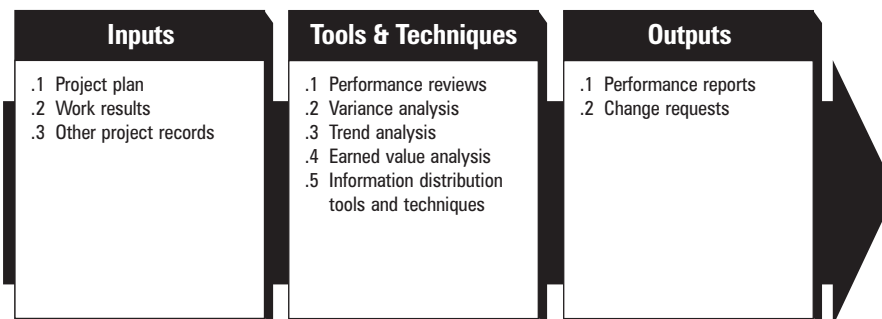 Inputs
.1 Project plan
.2 Work results
.3 Other project records
Tools & Techniques
.1 Performance reviews
.2 Variance analysis
.3 Trend analysis
.4 Earned value analysis
.5 Information distribution
tools and techniques
Outputs
.1 Performance reports
.2 Change requests